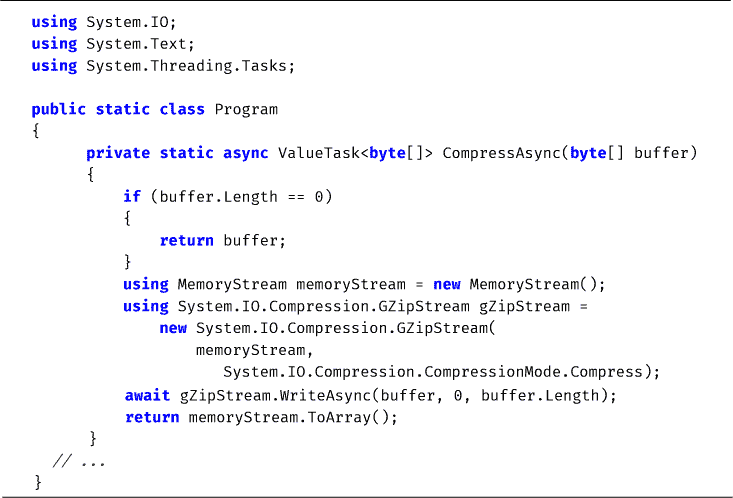 using System.IO;
using System.Text;
using System.Threading.Tasks;
public static class Program
{
private static async ValueTask<byte[]> CompressAsync(byte[] buffer)
{
if (buffer.Length == 0)
{
return buffer;
}
using MemoryStream memoryStream = new MemoryStream();
using System.IO.Compression.GZipStream gZipStream =
new System.IO.Compression.GZipStream(
memoryStream,
System.IO.Compression.CompressionMode.Compress);
await gZipStream.WriteAsync(buffer, 0, buffer.Length);
return memoryStream.ToArray();
}
// ...
}